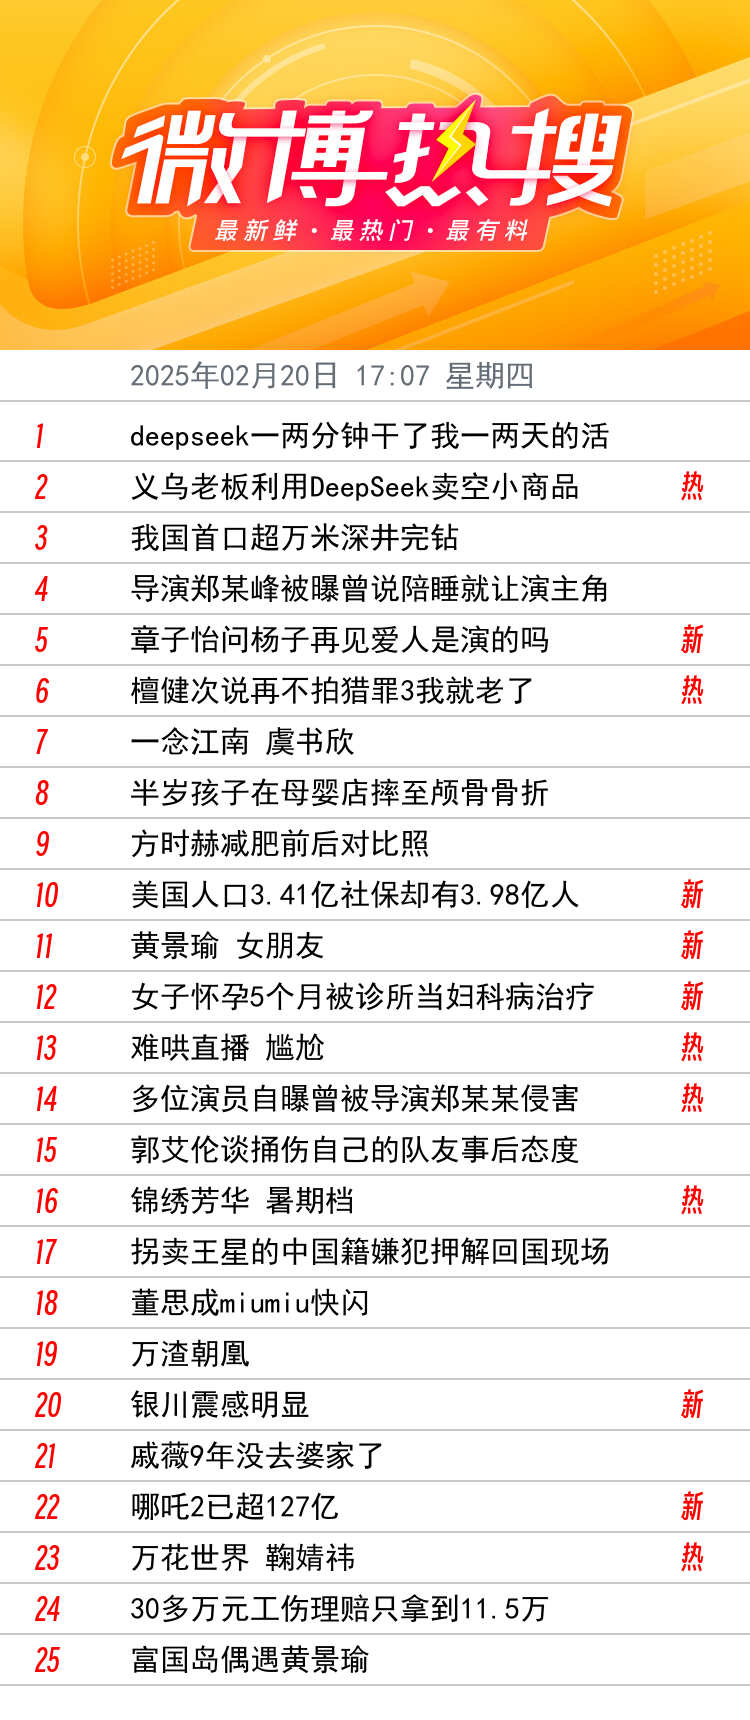 微博热搜
最新鲜·最热门·最有料
2025年02月20日 17:07 星期四
1 deepseek一两分钟干了我一两天的活
2 义乌老板利用DeepSeek卖空小商品 热
3 我国首口超万米深井完钻
4 导演郑某峰被曝曾说陪睡就让演主角
5 章子怡问杨子再见爱人是演的吗 新
6 檀健次说再不拍猎罪3我就老了 热
7 一念江南 虞书欣
8 半岁孩子在母婴店摔至颅骨骨折
9 方时赫减肥前后对比照
10 美国人口3.41亿社保却有3.98亿人 新
11 黄景瑜 女朋友 新
12 女子怀孕5个月被诊所当妇科病治疗 新
13 难哄直播 尴尬 热
14 多位演员自曝曾被导演郑某某侵害 热
15 郭艾伦谈捅伤自己的队友事后态度
16 锦绣芳华 暑期档 热
17 拐卖王星的中国籍嫌犯押解回国现场
18 董思成miumiu快闪
19 万渣朝凰
20 银川震感明显 新
21 戚薇9年没去婆家了
22 哪吒2已超127亿 新
23 万花世界 鞠婧祎 热
24 30多万元工伤理赔只拿到11.5万
25 富国岛偶遇黄景瑜